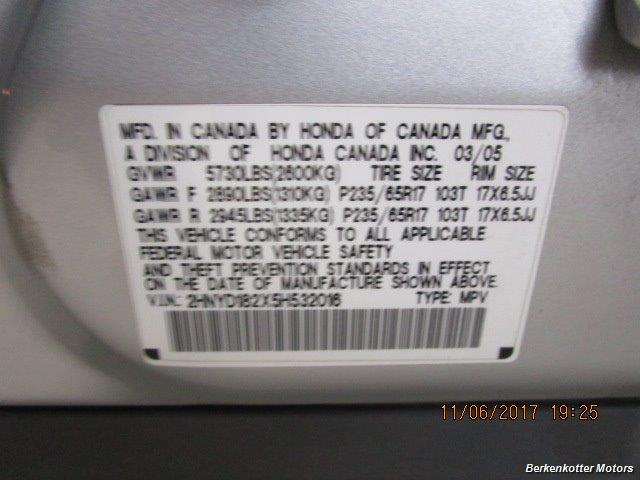 MFD. IN CANADA BY HONDA OF CANADA MFG.,
A DIVISION OF HONDA CANADA INC. 03/05
GVWR 5730LBS(2600KG) TIRE SIZE RIM SIZE
GAWR F 2890LBS(1310KG) P235/65R17 103T 17X6.5JJ
GAWR R 2945LBS(1335KG) P235/65R17 103T 17X6.5JJ
THIS VEHICLE CONFORMS TO ALL APPLICABLE
FEDERAL MOTOR VEHICLE SAFETY
AND THEFT PREVENTION STANDARDS IN EFFECT
ON THE DATE OF MANUFACTURE SHOWN ABOVE.
V.I.N.: 2HNYD182X5H532016 TYPE: MPV
11/06/2017 19:25
Berkenkotter Motors